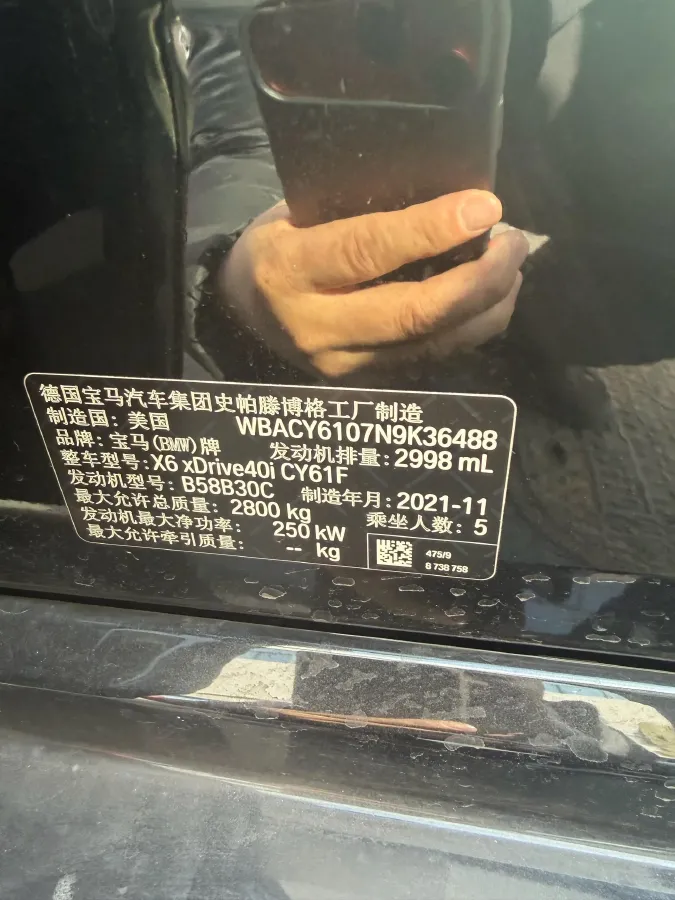 德国宝马汽车集团史帕滕博格工厂制造
制造国: 美国 WBACY6107N9K36488
品牌: 宝马(BMW)牌 发动机排量: 2998 mL
整车型号: X6 xDrive40i CY61F
发动机型号: B58B30C 制造年月: 2021-11
最大允许总质量: 2800 kg 乘坐人数: 5
发动机最大净功率: 250 kW
最大允许牵引质量: -- kg
475/9
8 738 758